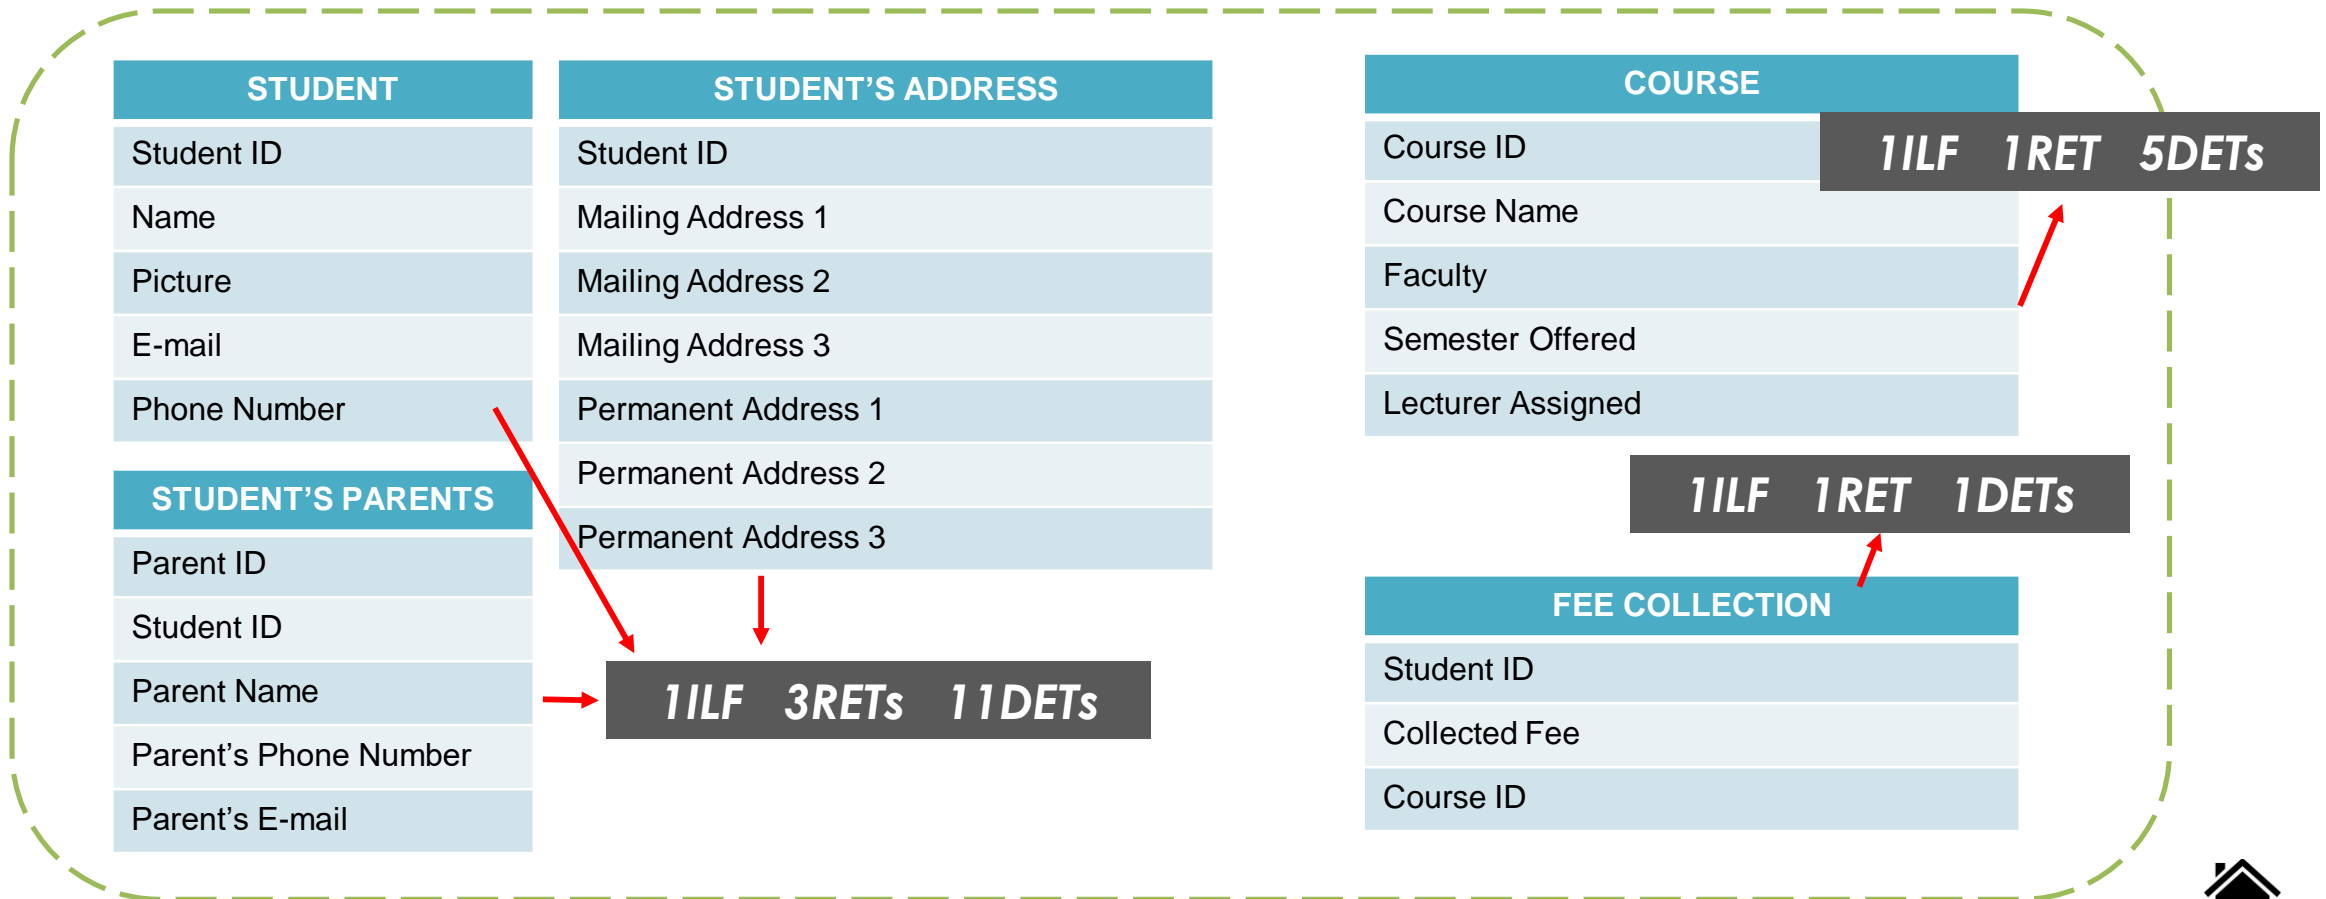 STUDENT
Student ID
Name
Picture
E-mail
Phone Number
STUDENT'S PARENTS
Parent ID
Student ID
Parent Name
Parent's Phone Number
Parent's E-mail
STUDENT'S ADDRESS
Student ID
Mailing Address 1
Mailing Address 2
Mailing Address 3
Permanent Address 1
Permanent Address 2
Permanent Address 3
1ILF 3RETs 11DETs
COURSE
Course ID
Course Name
Faculty
Semester Offered
Lecturer Assigned
1ILF 1RET 5DETs
1ILF 1RET 1DETs
FEE COLLECTION
Student ID
Collected Fee
Course ID